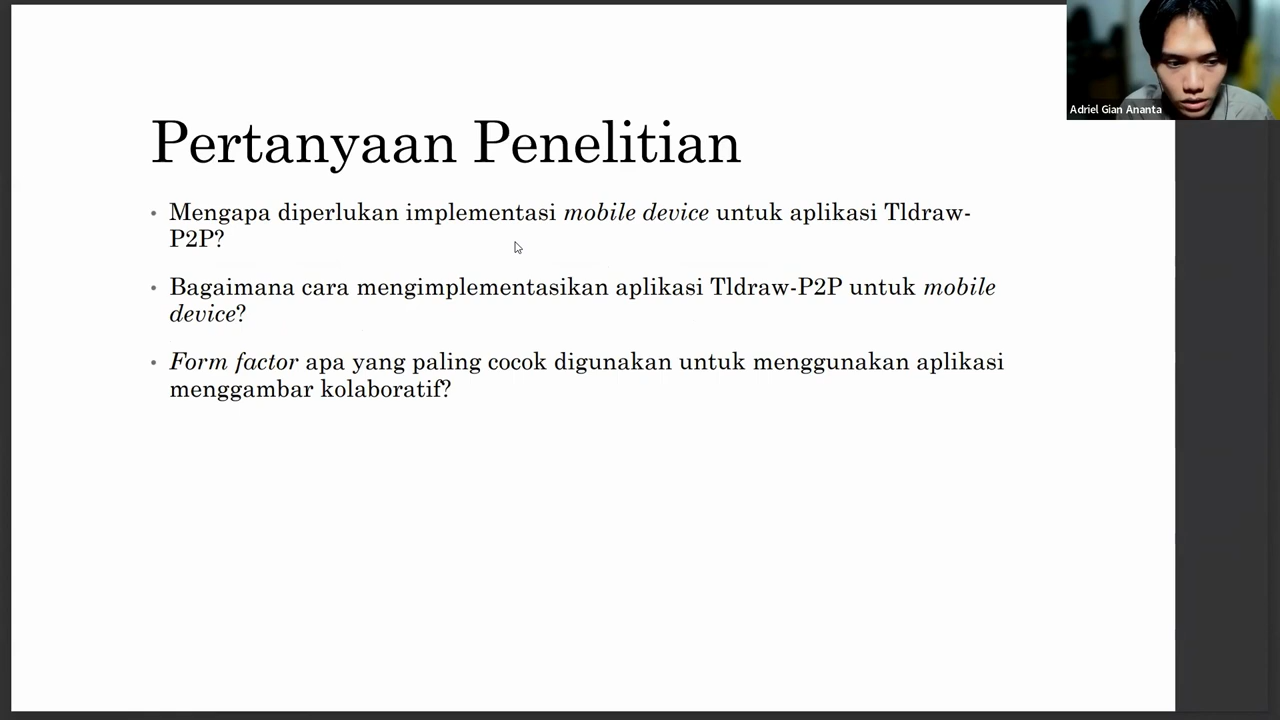 Adriel Gian Ananta
Pertanyaan Penelitian
• Mengapa diperlukan implementasi mobile device untuk aplikasi Tldraw-
P2P?
• Bagaimana cara mengimplementasikan aplikasi Tldraw-P2P untuk mobile
device?
• Form factor apa yang paling cocok digunakan untuk menggunakan aplikasi
menggambar kolaboratif?